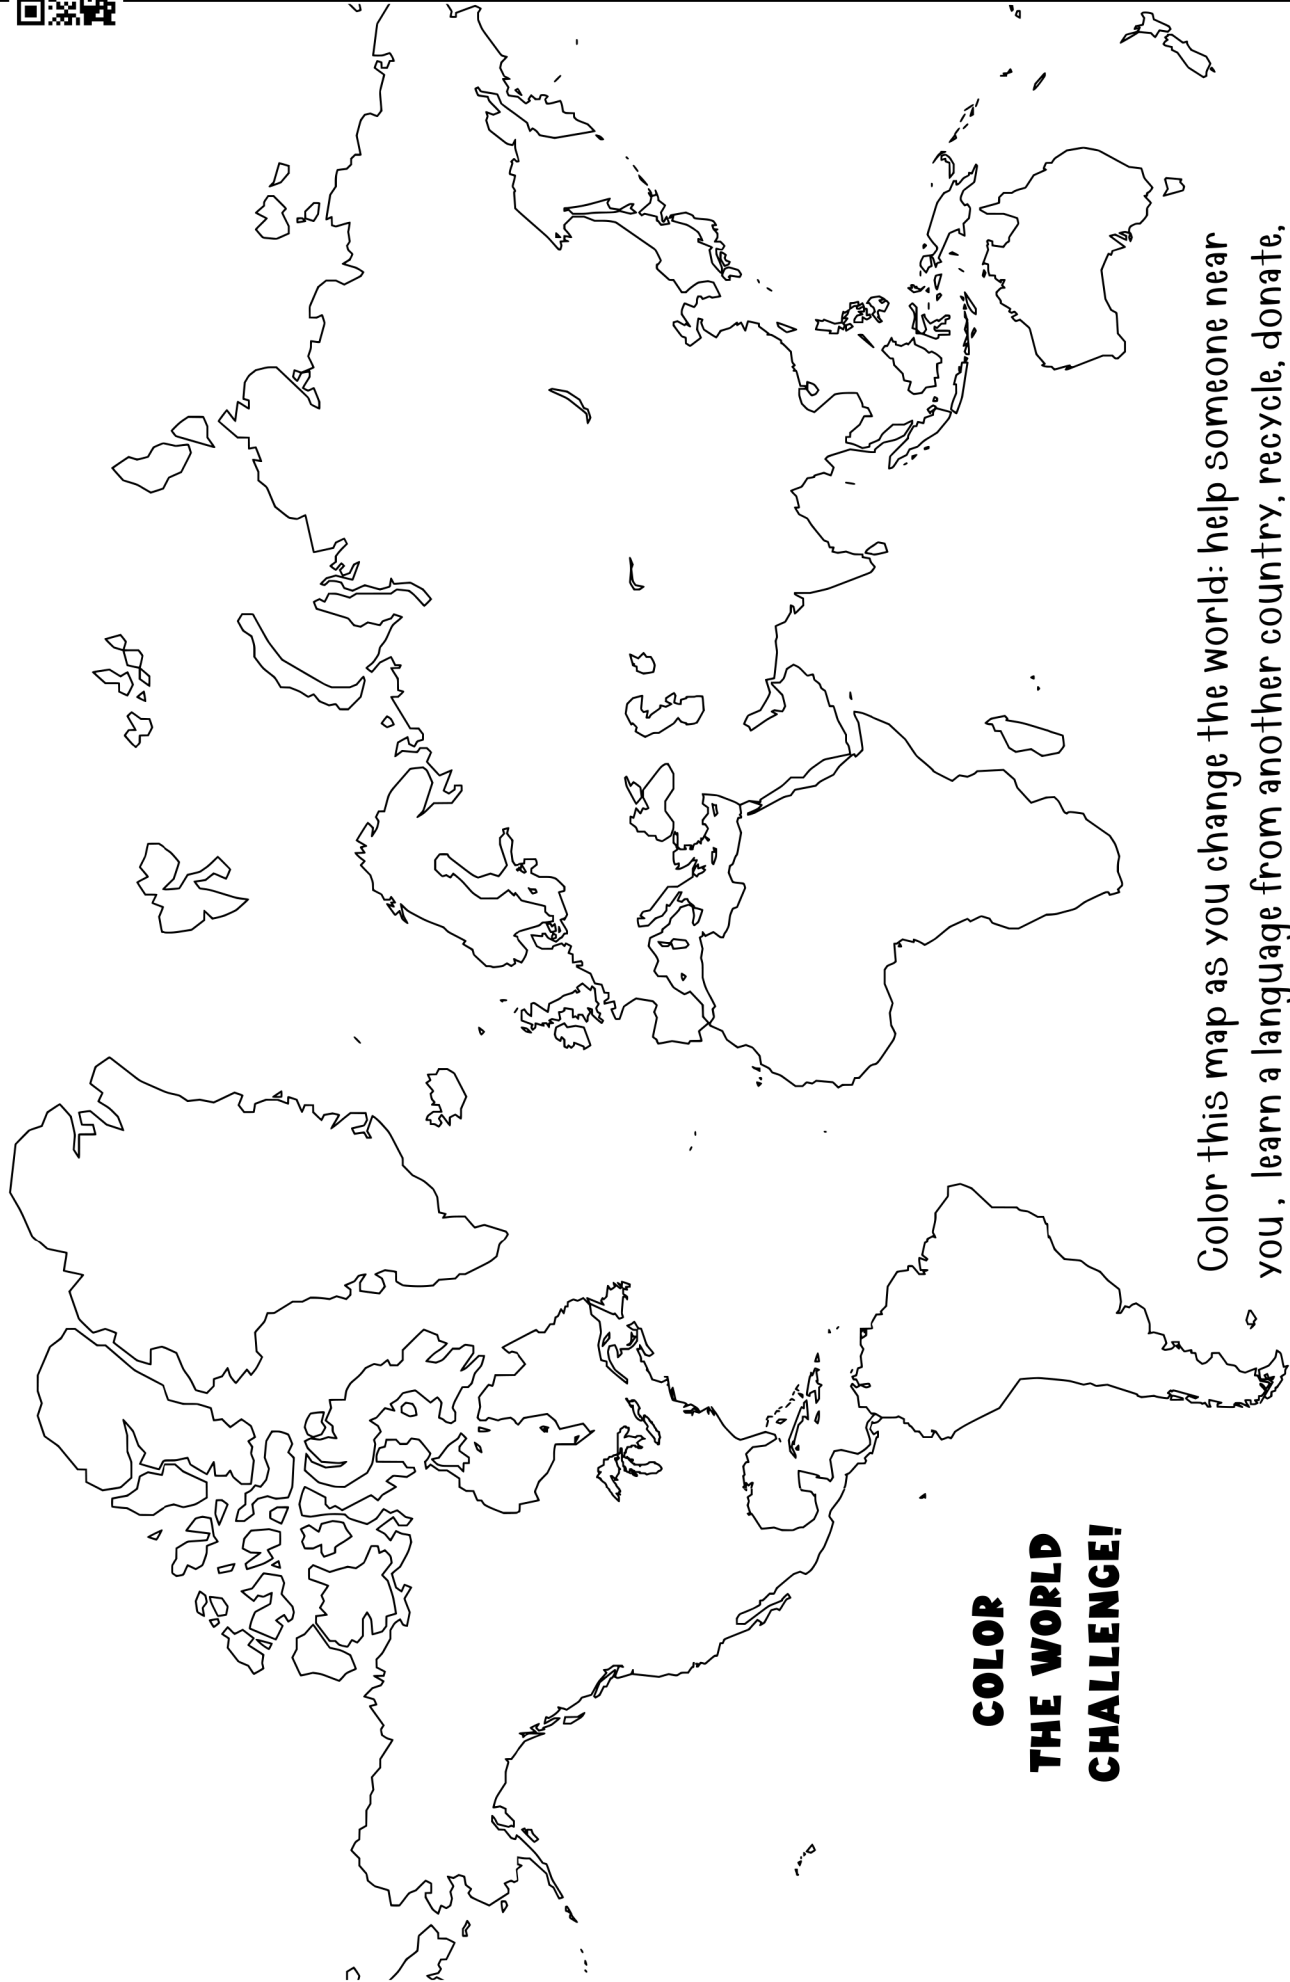 COLOR
THE WORLD
CHALLENGE!
Color this map as you change the world: help someone near
you , learn a language from another country, recycle, donate,